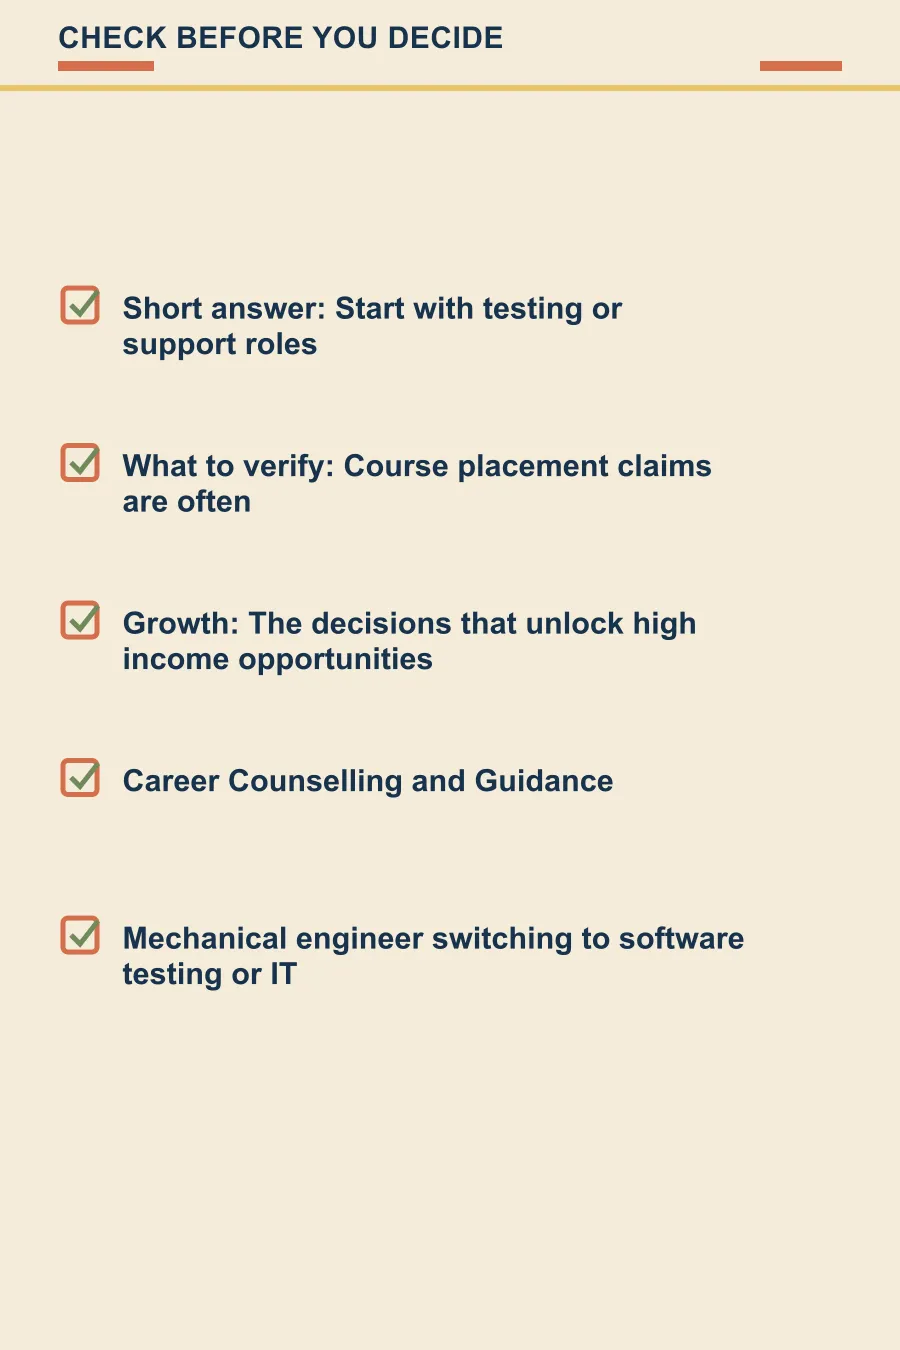 CHECK BEFORE YOU DECIDE
Short answer: Start with testing or
support roles
What to verify: Course placement claims
are often
Growth: The decisions that unlock high
income opportunities
Career Counselling and Guidance
Mechanical engineer switching to software
testing or IT